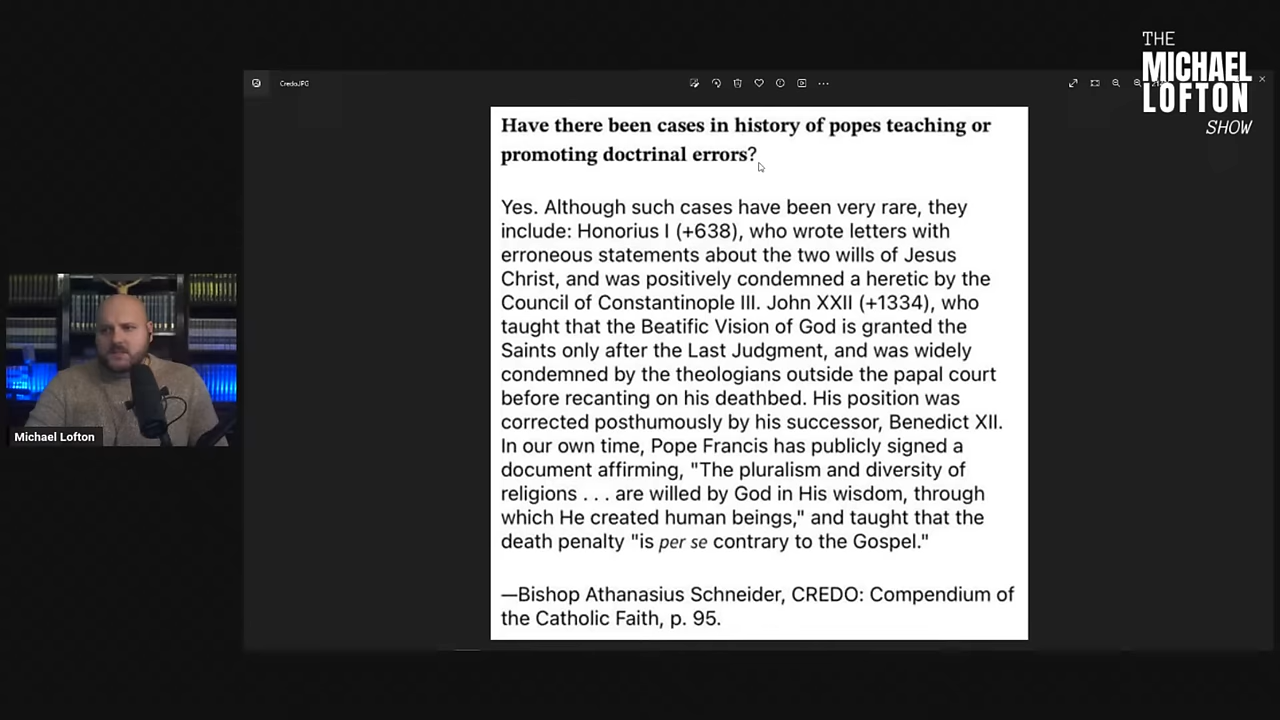 THE
MICHAEL
LOFTON
SHOW
Credo.JPG
Have there been cases in history of popes teaching or
promoting doctrinal errors?
Yes. Although such cases have been very rare, they
include: Honorius I (+638), who wrote letters with
erroneous statements about the two wills of Jesus
Christ, and was positively condemned a heretic by the
Council of Constantinople III. John XXII (+1334), who
taught that the Beatific Vision of God is granted the
Saints only after the Last Judgment, and was widely
condemned by the theologians outside the papal court
before recanting on his deathbed. His position was
corrected posthumously by his successor, Benedict XII.
In our own time, Pope Francis has publicly signed a
document affirming, "The pluralism and diversity of
religions . . . are willed by God in His wisdom, through
which He created human beings," and taught that the
death penalty "is per se contrary to the Gospel."
—Bishop Athanasius Schneider, CREDO: Compendium of
the Catholic Faith, p. 95.
Michael Lofton